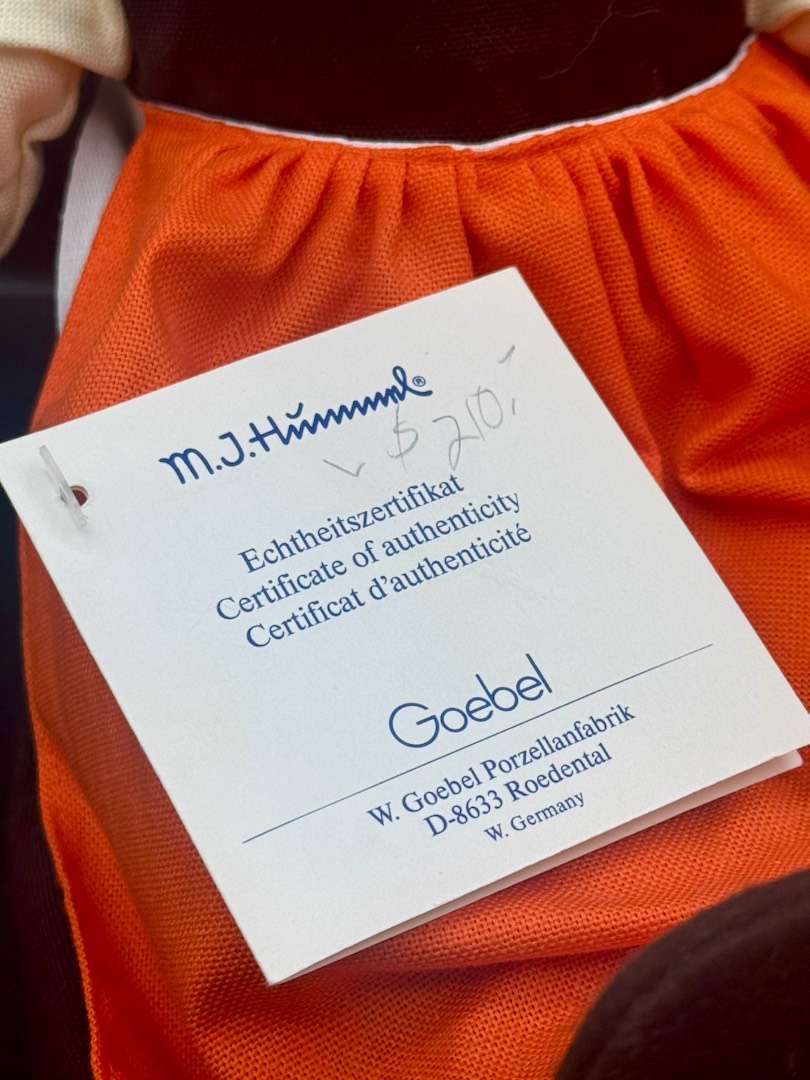 M.J.Hummel®
$ 210,-
Echtheitszertifikat
Certificate of authenticity
Certificat d'authenticité
Goebel
W. Goebel Porzellanfabrik
D-8633 Roedental
W. Germany